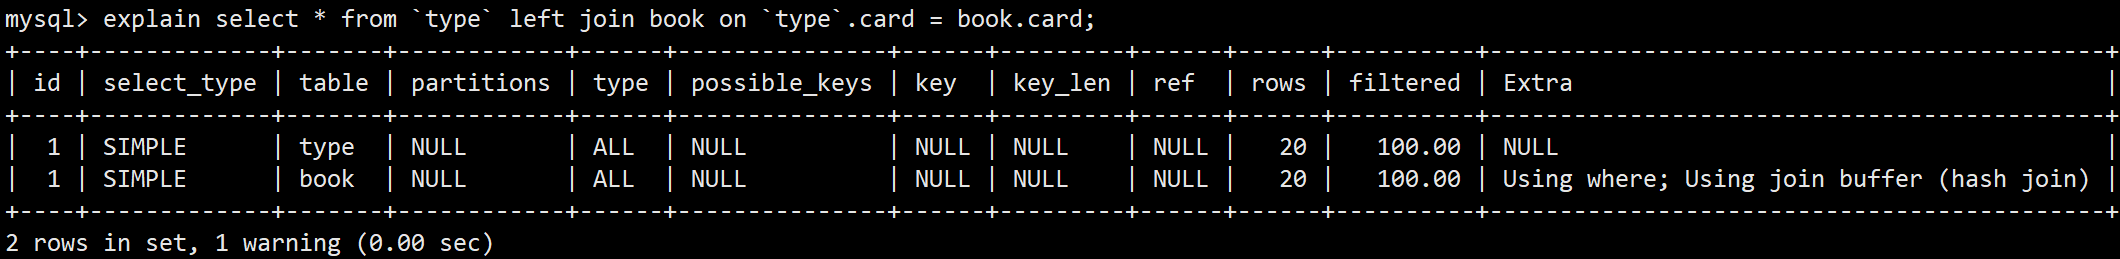 mysql> explain select * from `type` left join book on `type`.card = book.card;
+----+-------------+-------+------------+------+---------------+------+---------+------+------+----------+--------------------------------------------+
| id | select_type | table | partitions | type | possible_keys | key  | key_len | ref  | rows | filtered | Extra                                      |
+----+-------------+-------+------------+------+---------------+------+---------+------+------+----------+--------------------------------------------+
|  1 | SIMPLE      | type  | NULL       | ALL  | NULL          | NULL | NULL    | NULL |   20 |   100.00 | NULL                                       |
|  1 | SIMPLE      | book  | NULL       | ALL  | NULL          | NULL | NULL    | NULL |   20 |   100.00 | Using where; Using join buffer (hash join) |
+----+-------------+-------+------------+------+---------------+------+---------+------+------+----------+--------------------------------------------+
2 rows in set, 1 warning (0.00 sec)